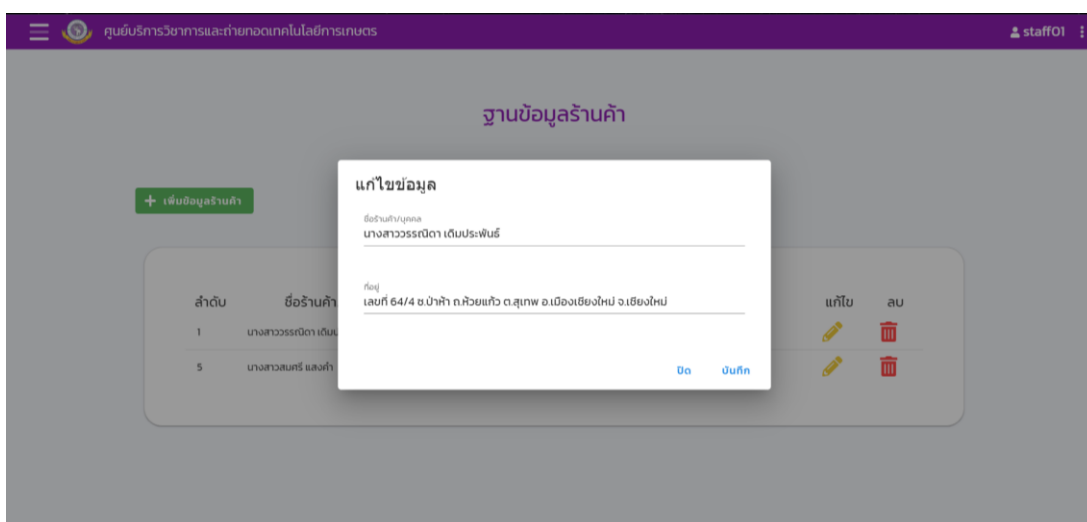 ศูนย์บริการวิชาการและถ่ายทอดเทคโนโลยีการเกษตร
staff01
ฐานข้อมูลร้านค้า
เพิ่มข้อมูลร้านค้า
แก้ไขข้อมูล
ชื่อร้านค้า/บุคคล
นางสาววรรณิดา เดิมประพันธ์
ที่อยู่
เลขที่ 64/4 ซ.ป่าห้า ถ.ห้วยแก้ว ต.สุเทพ อ.เมืองเชียงใหม่ จ.เชียงใหม่
ปิด บันทึก
ลำดับ ชื่อร้านค้า แก้ไข ลบ
1 นางสาววรรณิดา
5 นางสาวสมศรี แสงคำ